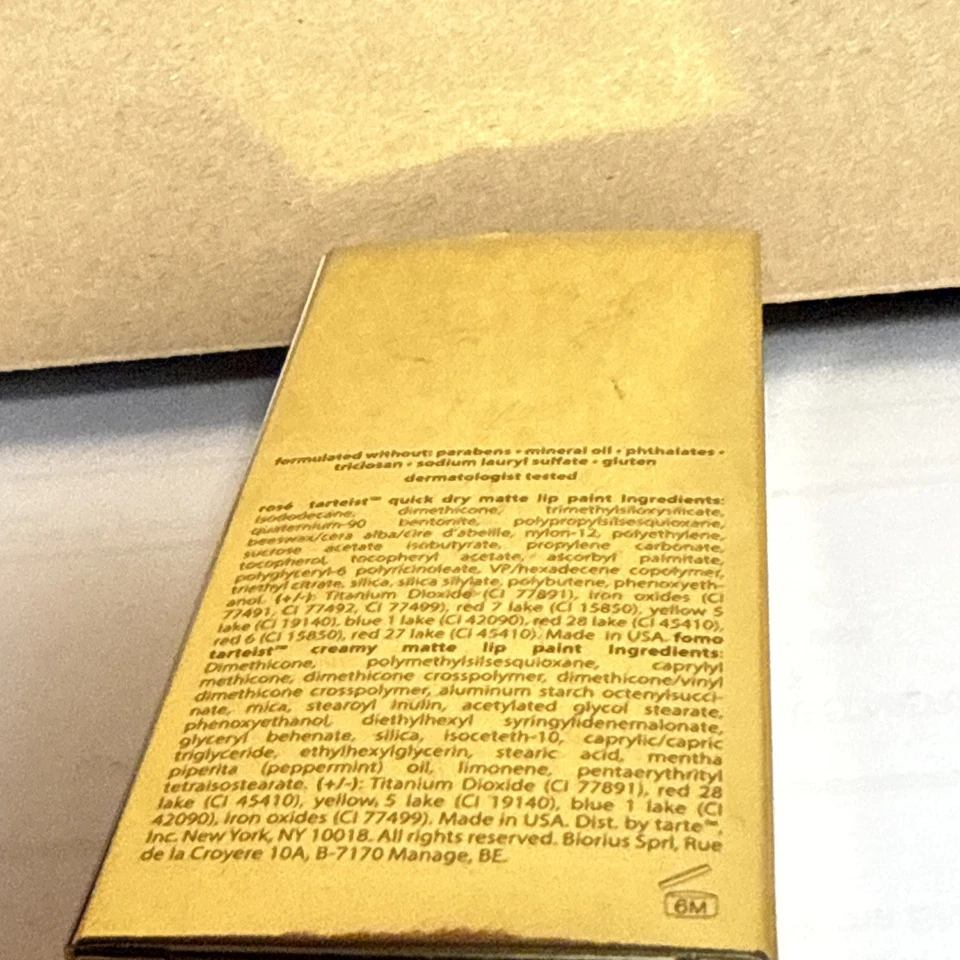 formulated without: parabens • mineral oil • phthalates •
triclosan • sodium lauryl sulfate • gluten
dermatologist tested
rosé tarteist™ quick dry matte lip paint Ingredients:
Isododecane, dimethicone, trimethylsiloxysilicate,
quaternium-90 bentonite, polypropylsilsesquioxane,
beeswax/cera alba/cire d'abeille, nylon-12, polyethylene,
sucrose acetate isobutyrate, propylene carbonate,
tocopherol, tocopheryl acetate, ascorbyl palmitate,
polyglyceryl-6 polyricinoleate, VP/hexadecene copolymer,
triethyl citrate, silica, silica silylate, polybutene, phenoxyeth-
anol. (+/-): Titanium Dioxide (CI 77891), iron oxides (CI
77491, CI 77492, CI 77499), red 7 lake (CI 15850), yellow 5
lake (CI 19140), blue 1 lake (CI 42090), red 28 lake (CI 45410),
red 6 (CI 15850), red 27 lake (CI 45410). Made in USA. fomo
tarteist™ creamy matte lip paint Ingredients:
Dimethicone, polymethylsilsesquioxane, caprylyl
methicone, dimethicone crosspolymer, dimethicone/vinyl
dimethicone crosspolymer, aluminum starch octenylsucci-
nate, mica, stearoyl inulin, acetylated glycol stearate,
phenoxyethanol, diethylhexyl syringylidenemalonate,
glyceryl behenate, silica, isoceteth-10, caprylic/capric
triglyceride, ethylhexylglycerin, stearic acid, mentha
piperita (peppermint) oil, limonene, pentaerythrityl
tetraisostearate. (+/-): Titanium Dioxide (CI 77891), red 28
lake (CI 45410), yellow 5 lake (CI 19140), blue 1 lake (CI
42090), iron oxides (CI 77499). Made in USA. Dist. by tarte™,
Inc. New York, NY 10018. All rights reserved. Biorius Sprl, Rue
de la Croyere 10A, B-7170 Manage, BE.
6M